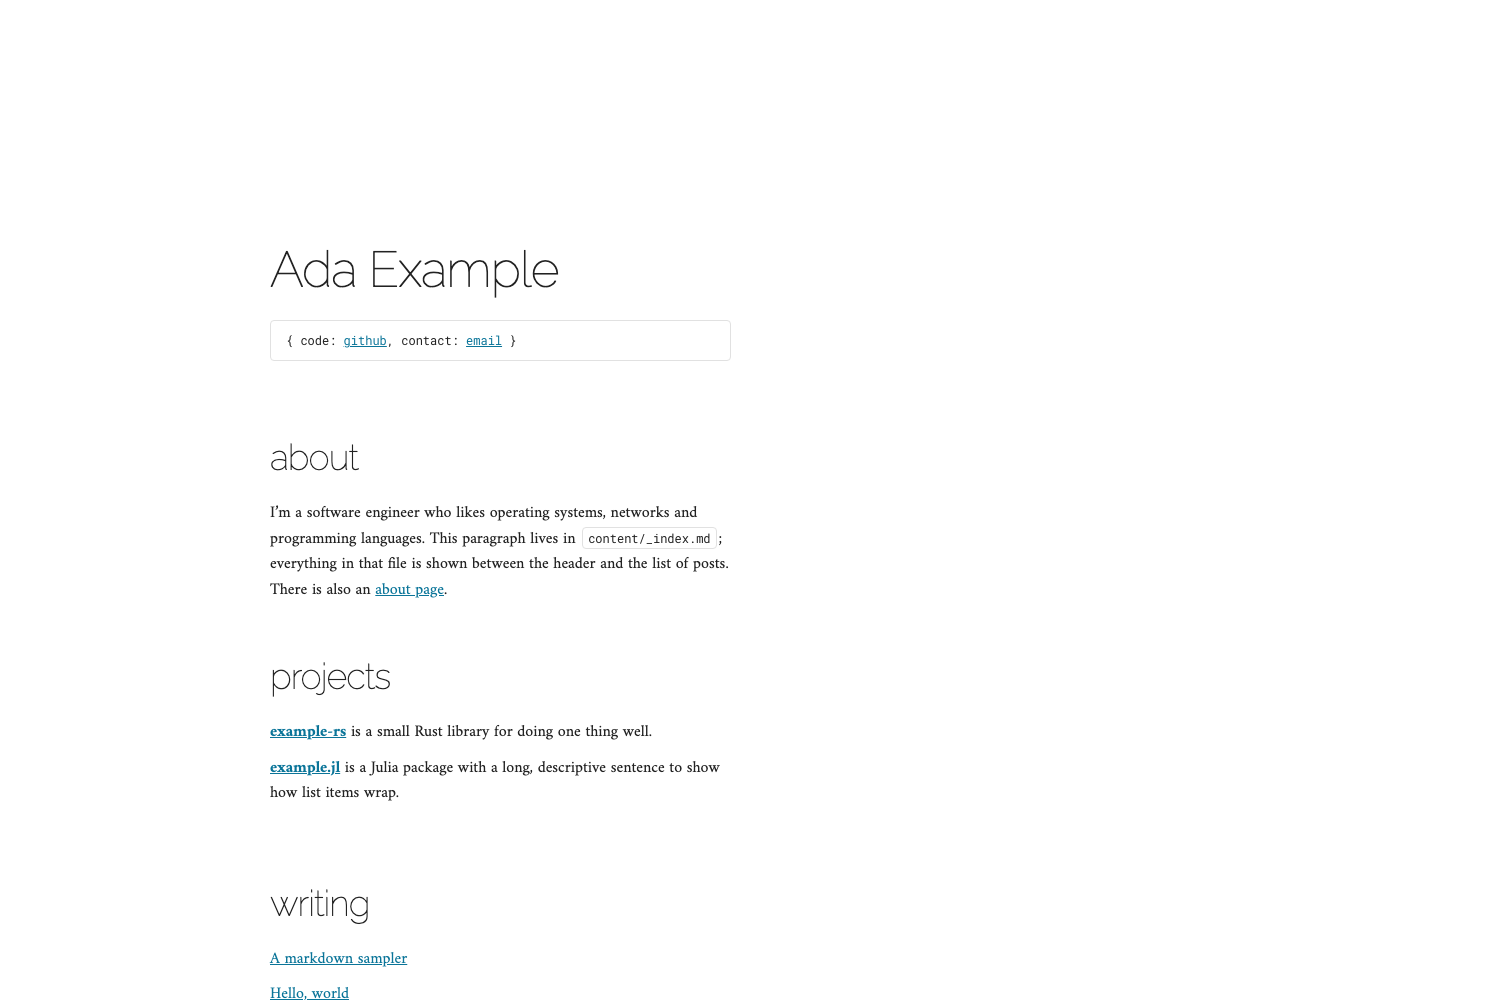 Ada Example
{ code: github, contact: email }
about
I’m a software engineer who likes operating systems, networks and
programming languages. This paragraph lives in content/_index.md;
everything in that file is shown between the header and the list of posts.
There is also an about page.
projects
example-rs is a small Rust library for doing one thing well.
example.jl is a Julia package with a long, descriptive sentence to show
how list items wrap.
writing
A markdown sampler
Hello, world